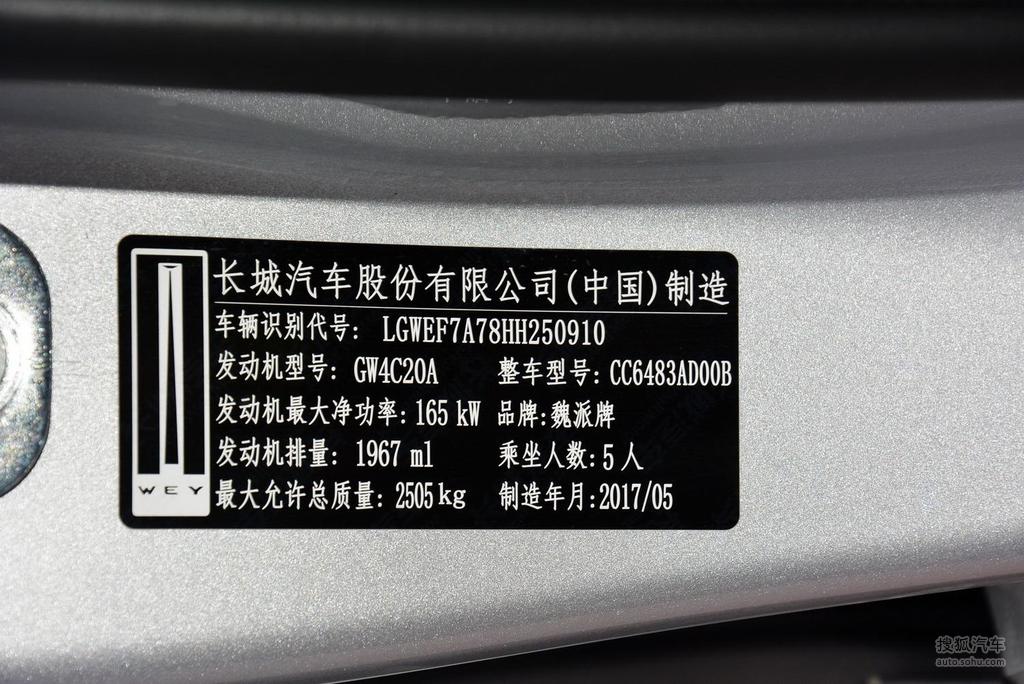 长城汽车股份有限公司(中国)制造
车辆识别代号: LGWEF7A78HH250910
发动机型号: GW4C20A 整车型号: CC6483AD00B
发动机最大净功率: 165 kW 品牌:魏派牌
发动机排量: 1967 ml 乘坐人数: 5 人
WEY 最大允许总质量: 2505kg 制造年月:2017/05
搜狐汽车
auto.sohu.com